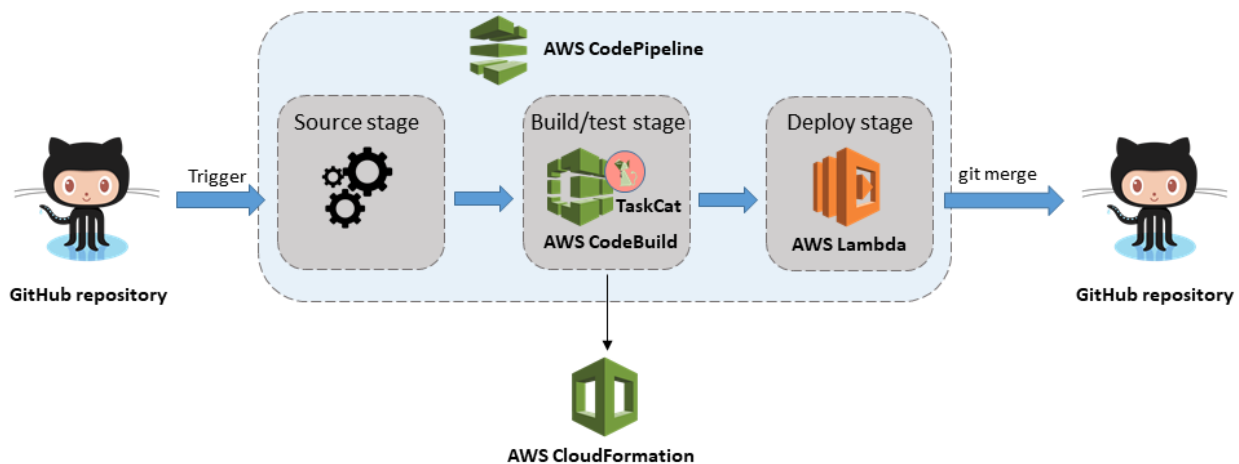 AWS CodePipeline
Source stage
Build/test stage
Deploy stage
Trigger
git merge
TaskCat
AWS CodeBuild
AWS Lambda
GitHub repository
GitHub repository
AWS CloudFormation